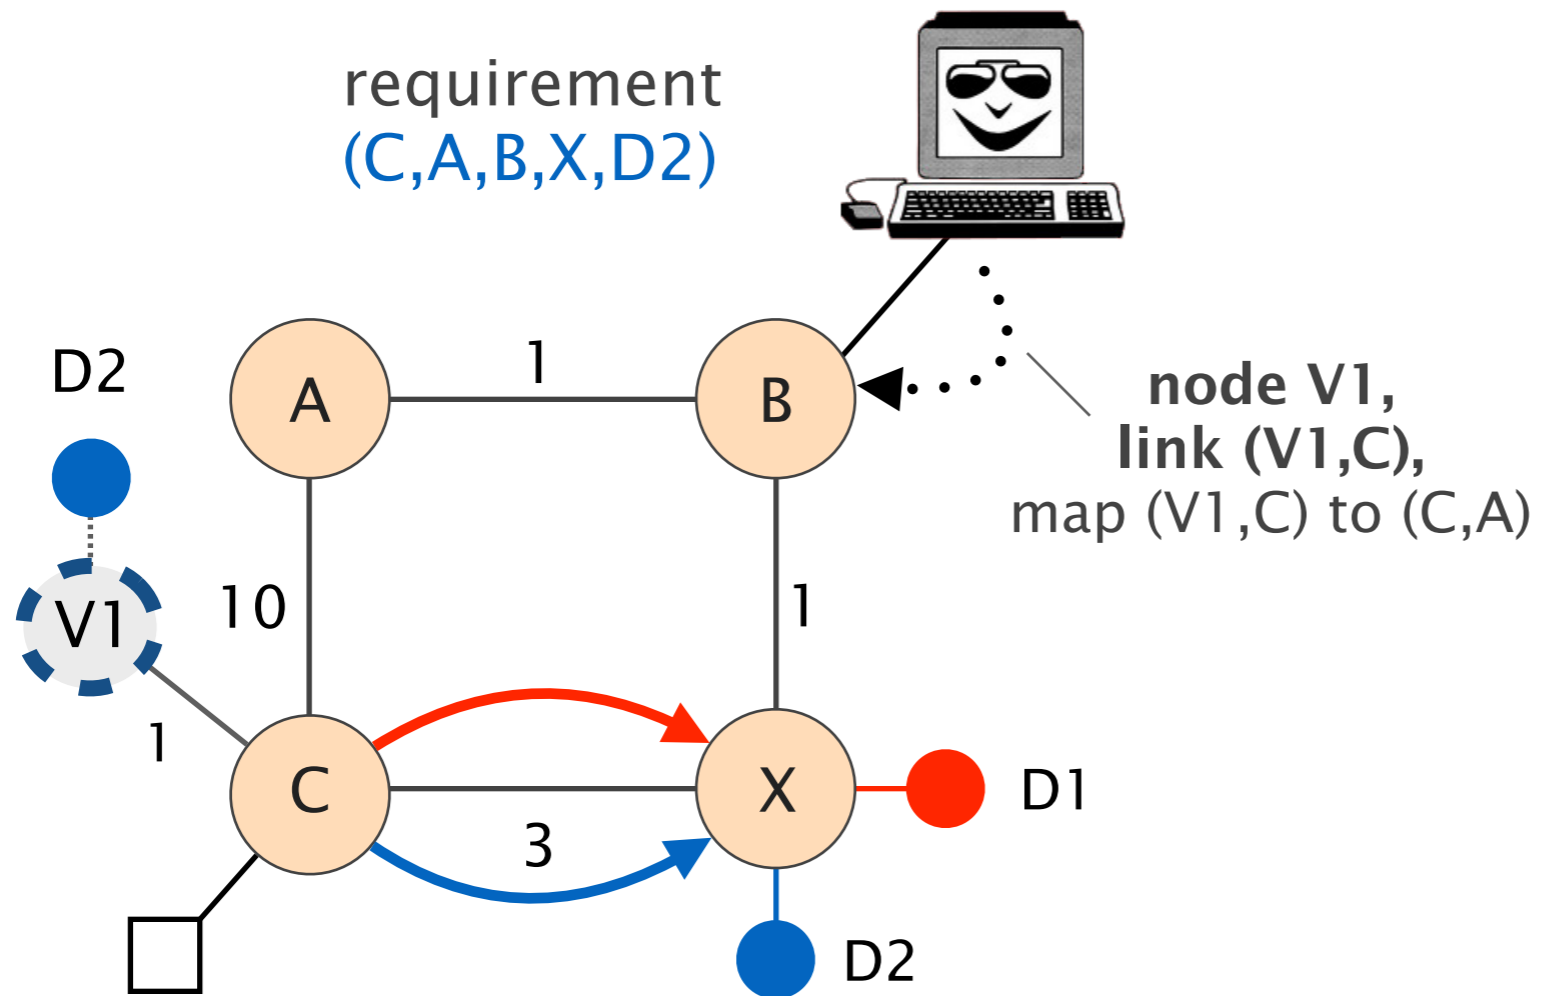 requirement
(C,A,B,X,D2)
A
1
B
D2
node V1,
link (V1,C),
map (V1,C) to (C,A)
V1
10
1
1
C
X
D1
3
D2